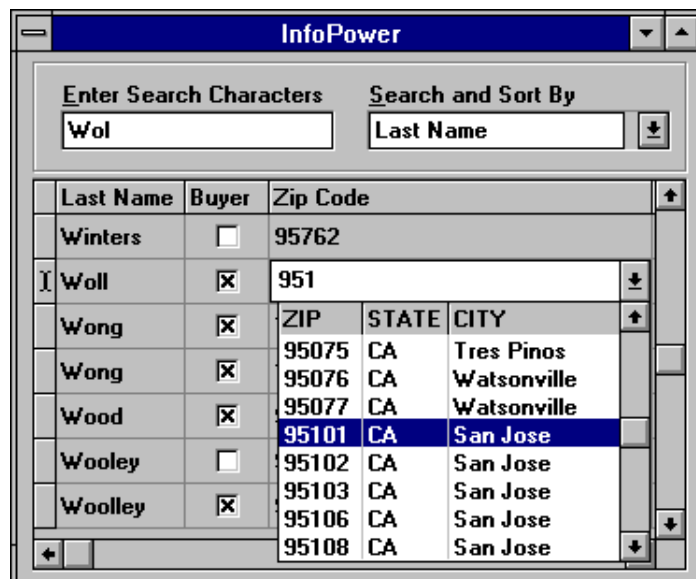 InfoPower
Enter Search Characters Search and Sort By
Wol Last Name
Last Name Buyer Zip Code
Winters 95762
Woll 951
Wong ZIP STATE CITY
95075 CA Tres Pinos
Wong 95076 CA Watsonville
95077 CA Watsonville
Wood 95101 CA San Jose
Wooley 95102 CA San Jose
95103 CA San Jose
Woolley 95106 CA San Jose
95108 CA San Jose